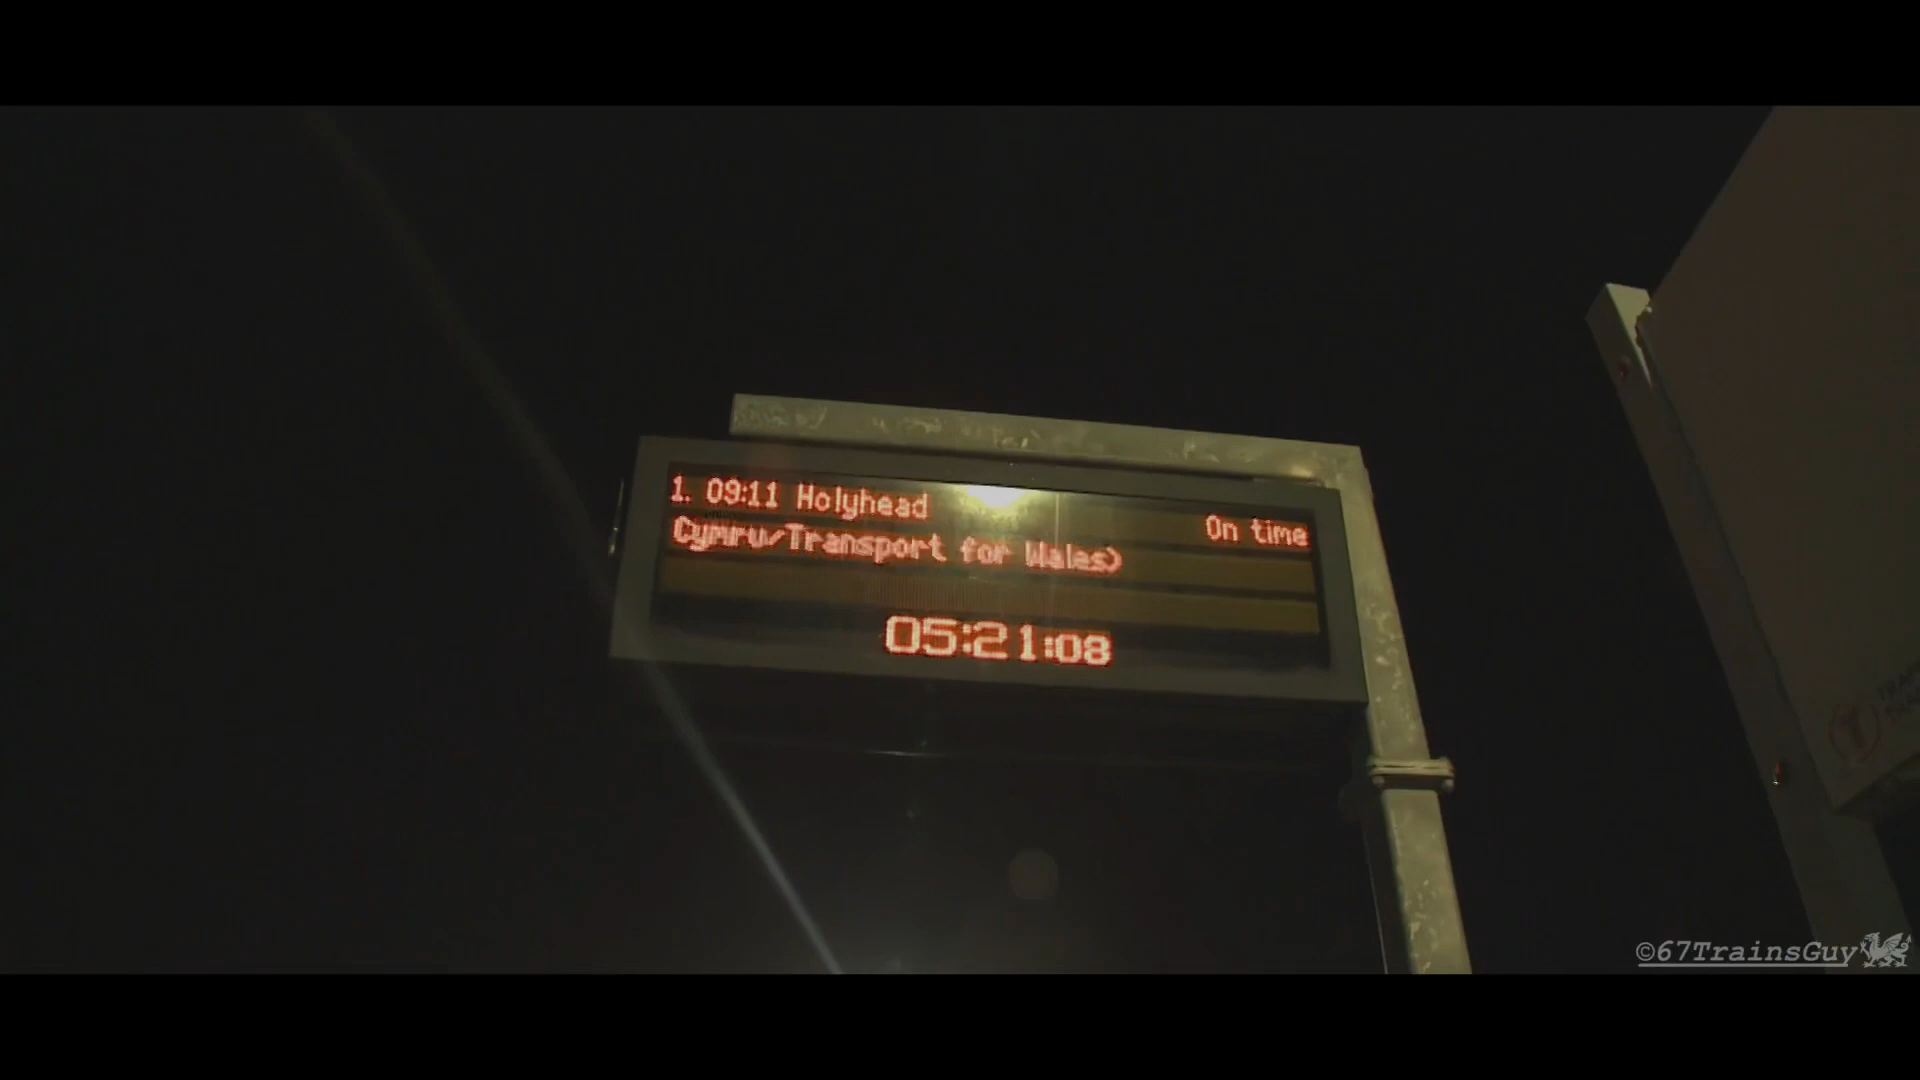 1. 09:11 Holyhead On time
Cymru/Transport for Wales)
05:21:08
©67TrainsGuy